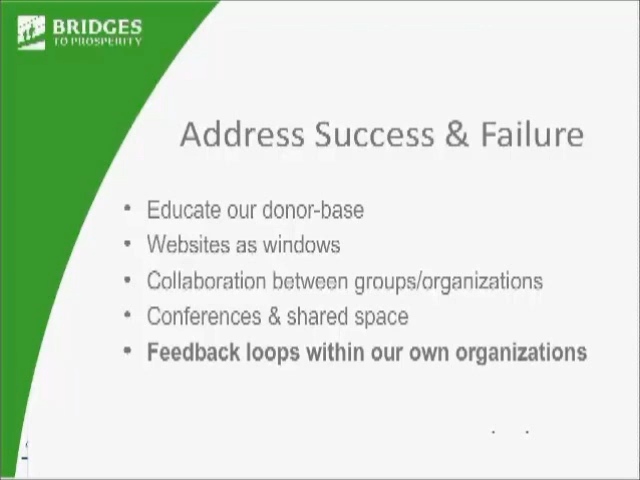 BRIDGES
TO PROSPERITY
Address Success & Failure
• Educate our donor-base
• Websites as windows
• Collaboration between groups/organizations
• Conferences & shared space
• Feedback loops within our own organizations